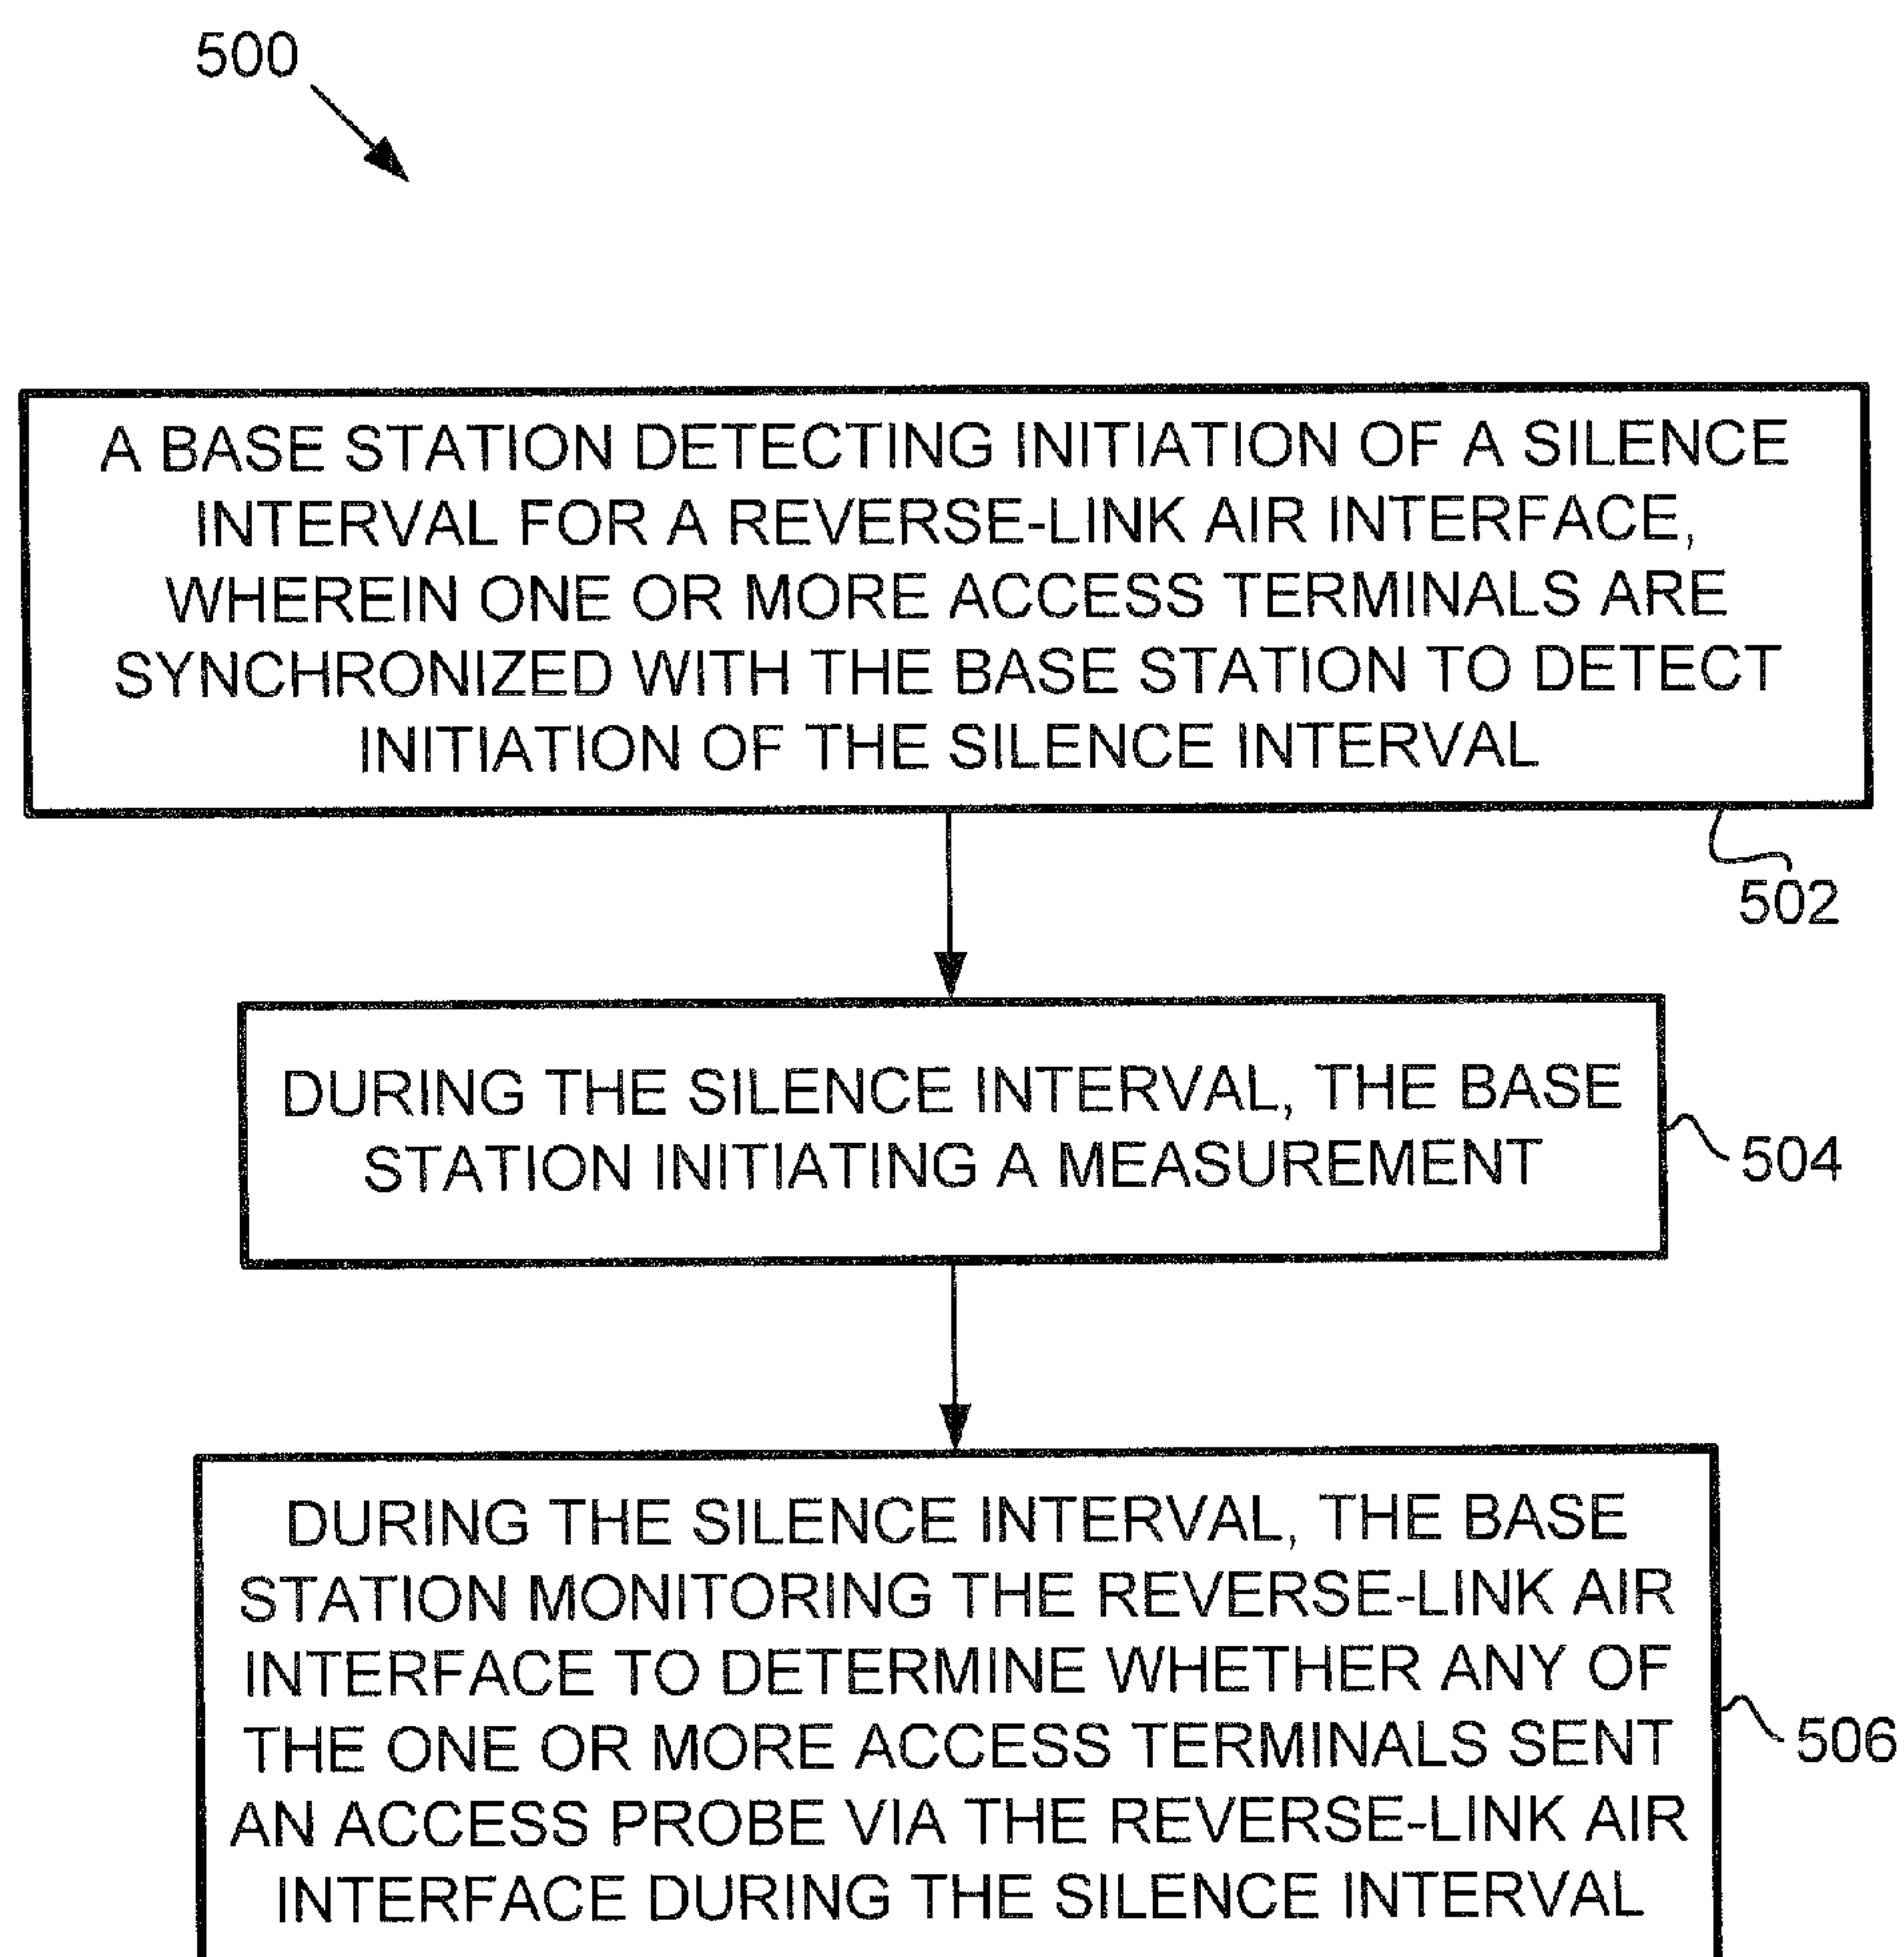 500
A BASE STATION DETECTING INITIATION OF A SILENCE
INTERVAL FOR A REVERSE-LINK AIR INTERFACE,
WHEREIN ONE OR MORE ACCESS TERMINALS ARE
SYNCHRONIZED WITH THE BASE STATION TO DETECT
INITIATION OF THE SILENCE INTERVAL
502
DURING THE SILENCE INTERVAL, THE BASE
STATION INITIATING A MEASUREMENT
504
DURING THE SILENCE INTERVAL, THE BASE
STATION MONITORING THE REVERSE-LINK AIR
INTERFACE TO DETERMINE WHETHER ANY OF
THE ONE OR MORE ACCESS TERMINALS SENT
AN ACCESS PROBE VIA THE REVERSE-LINK AIR
INTERFACE DURING THE SILENCE INTERVAL
506